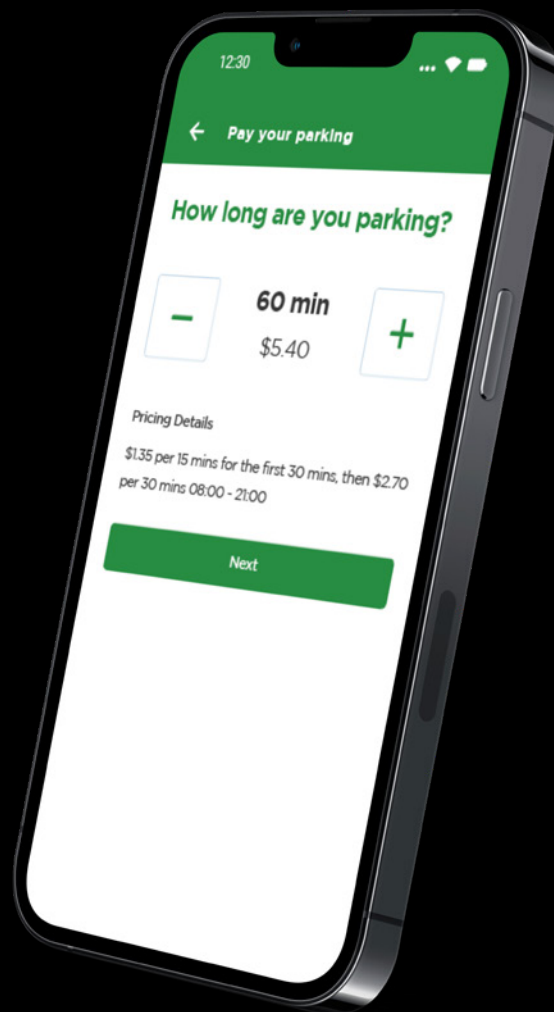 12:30
Pay your parking
How long are you parking?
60 min
$5.40
Pricing Details
$1.35 per 15 mins for the first 30 mins, then $2.70
per 30 mins 08:00 - 21:00
Next